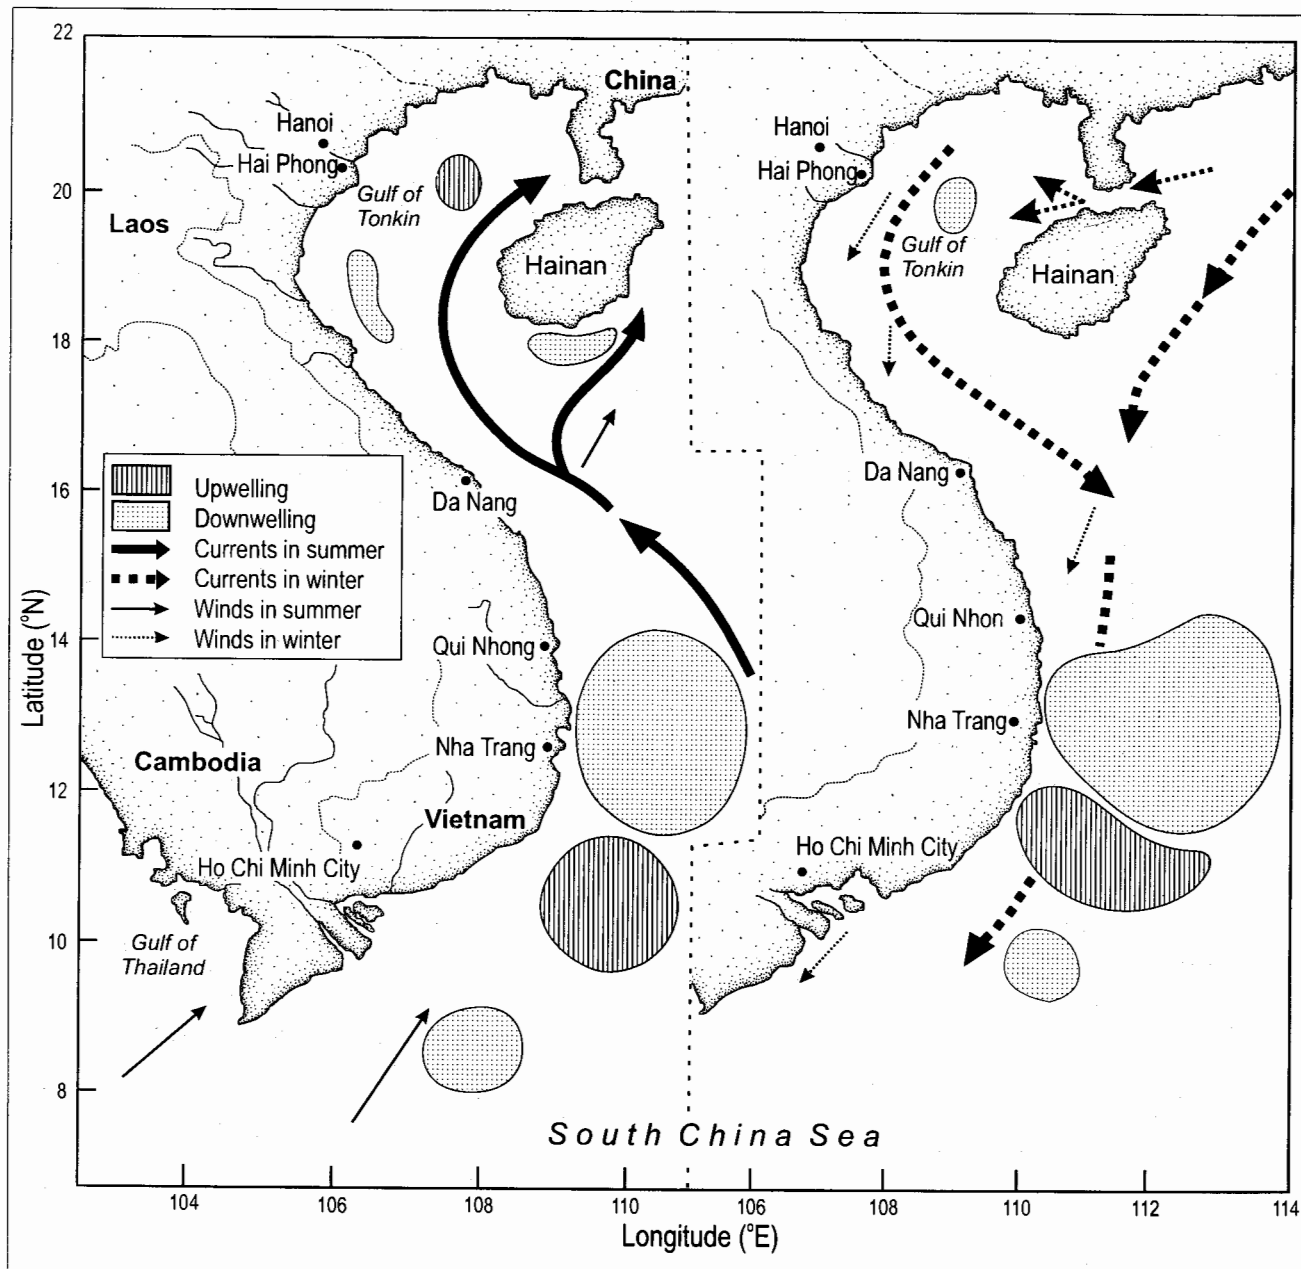 22
20
18
16
14
12
10
8
Latitude (°N)
China
Hanoi
Hai Phong
Gulf of
Tonkin
Laos
Hainan
Upwelling
Downwelling
Currents in summer
Currents in winter
Winds in summer
Winds in winter
Da Nang
Qui Nhong
Nha Trang
Cambodia
Vietnam
Ho Chi Minh City
Gulf of
Thailand
Hanoi
Hai Phong
Gulf of
Tonkin
Hainan
Da Nang
Qui Nhon
Nha Trang
Ho Chi Minh City
South China Sea
104 106 108 110 106 108 110 112 114
Longitude (°E)